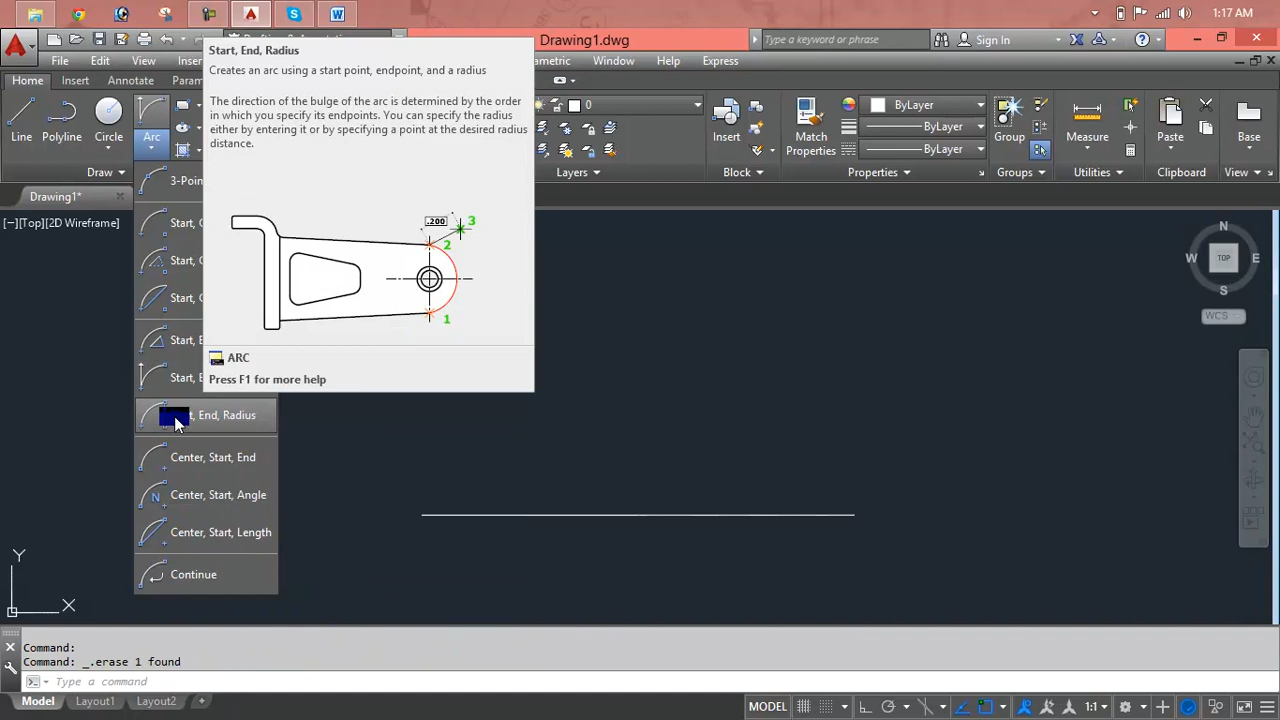 1:17 AM
Drawing1.dwg
Type a keyword or phrase
Sign In
File
Edit
View
Inser
ametric
Window
Help
Express
Home
Insert
Annotate
Param
Line
Polyline
Circle
Arc
Draw
0
Layers
Insert
Block
Match
Properties
ByLayer
ByLayer
ByLayer
Properties
Group
Groups
Measure
Utilities
Paste
Clipboard
Base
View
Drawing1*
[−][Top][2D Wireframe]
Start, End, Radius
Creates an arc using a start point, endpoint, and a radius
The direction of the bulge of the arc is determined by the order
in which you specify its endpoints. You can specify the radius
either by entering it or by specifying a point at the desired radius
distance.
.200
3
2
1
ARC
Press F1 for more help
3-Poin
Start, C
Start, C
Start, C
Start, E
Start, E
t, End, Radius
Center, Start, End
Center, Start, Angle
Center, Start, Length
Continue
N
W
TOP
E
S
WCS
Y
X
Command:
Command: _.erase 1 found
Type a command
Model
Layout1
Layout2
MODEL
1:1